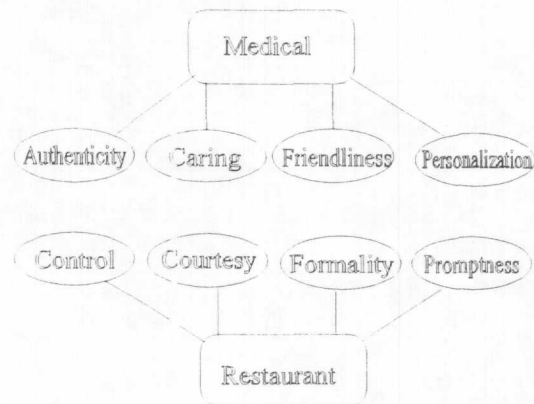 Medical
Authenticity Caring Friendliness Personalization
Control Courtesy Formality Promptness
Restaurant